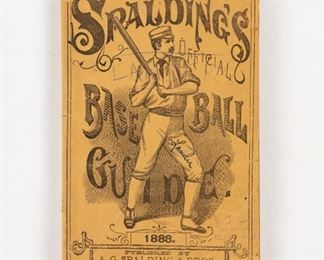 SPALDING'S
OFFICIAL
BASE BALL
GUIDE.
1888.
PUBLISHED BY
A.G. SPALDING & BROS.